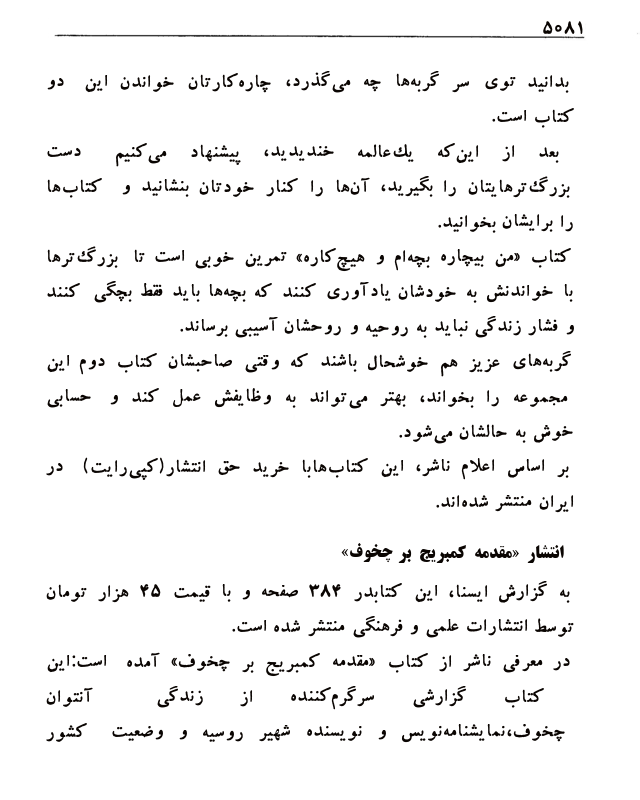 ۵۰۸۱
بدانید توی سر گربه‌ها چه می‌گذرد، چاره‌کارتان خواندن این دو
کتاب است.
بعد از این‌که یك‌عالمه خندیدید، پیشنهاد می‌کنیم دست
بزرگ‌ترهایتان را بگیرید، آن‌ها را کنار خودتان بنشانید و کتاب‌ها
را برایشان بخوانید.
کتاب «من بیچاره بچه‌ام و هیچ‌کاره» تمرین خوبی است تا بزرگ‌ترها
با خواندنش به خودشان یادآوری کنند که بچه‌ها باید فقط بچگی کنند
و فشار زندگی نباید به روحیه و روحشان آسیبی برساند.
گربه‌های عزیز هم خوشحال باشند که وقتی صاحبشان کتاب دوم این
مجموعه را بخواند، بهتر می‌تواند به وظایفش عمل کند و حسابی
خوش به حالشان می‌شود.
بر اساس اعلام ناشر، این کتاب‌هابا خرید حق انتشار(کپی‌رایت) در
ایران منتشر شده‌اند.
انتشار «مقدمه کمبریج بر چخوف»
به گزارش ایسنا، این کتابدر ۳۸۴ صفحه و با قیمت ۴۵ هزار تومان
توسط انتشارات علمی و فرهنگی منتشر شده است.
در معرفی ناشر از کتاب «مقدمه کمبریج بر چخوف» آمده است:این
کتاب گزارشی سرگرم‌کننده از زندگی آنتوان
چخوف،نمایشنامه‌نویس و نویسنده شهیر روسیه و وضعیت کشور